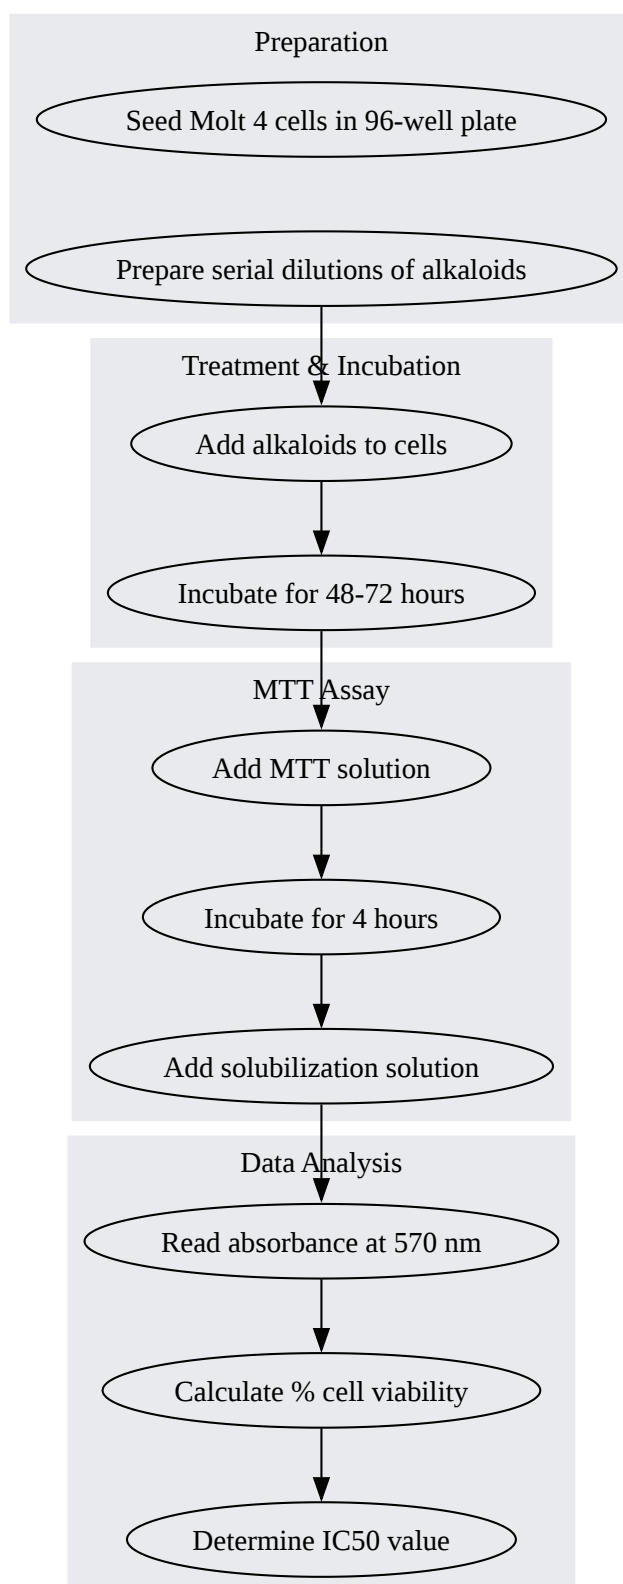 Preparation
Seed Molt 4 cells in 96-well plate
Prepare serial dilutions of alkaloids
Treatment & Incubation
Add alkaloids to cells
Incubate for 48-72 hours
MTT Assay
Add MTT solution
Incubate for 4 hours
Add solubilization solution
Data Analysis
Read absorbance at 570 nm
Calculate % cell viability
Determine IC50 value